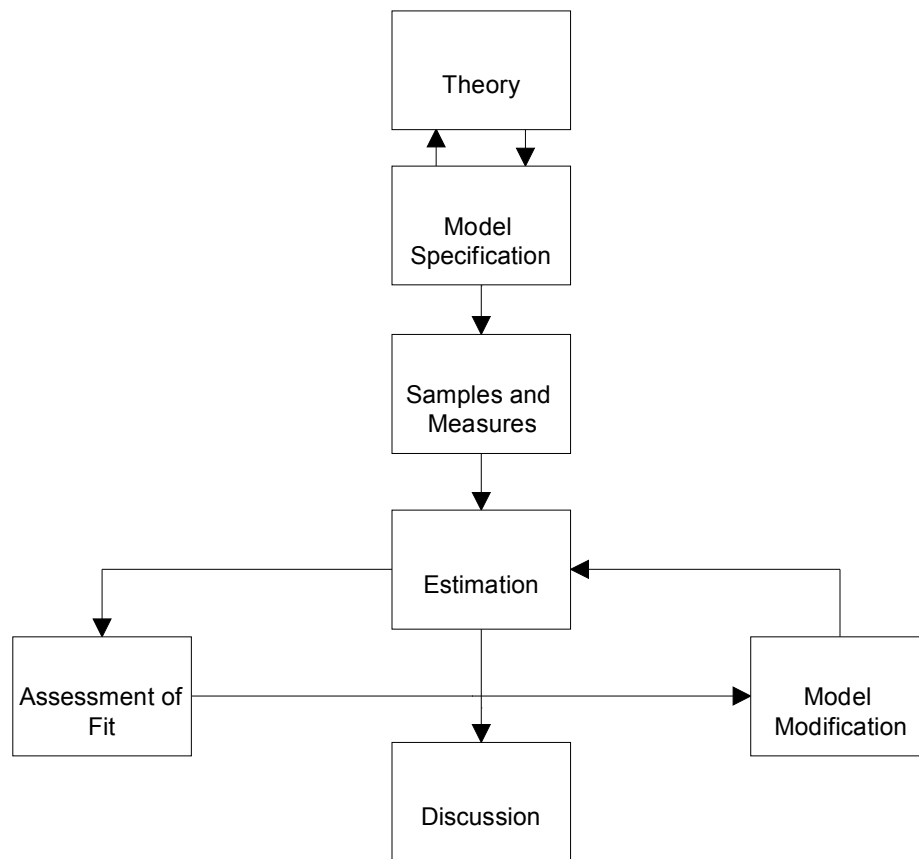 Theory
Model
Specification
Samples and
Measures
Estimation
Assessment of
Fit
Model
Modification
Discussion